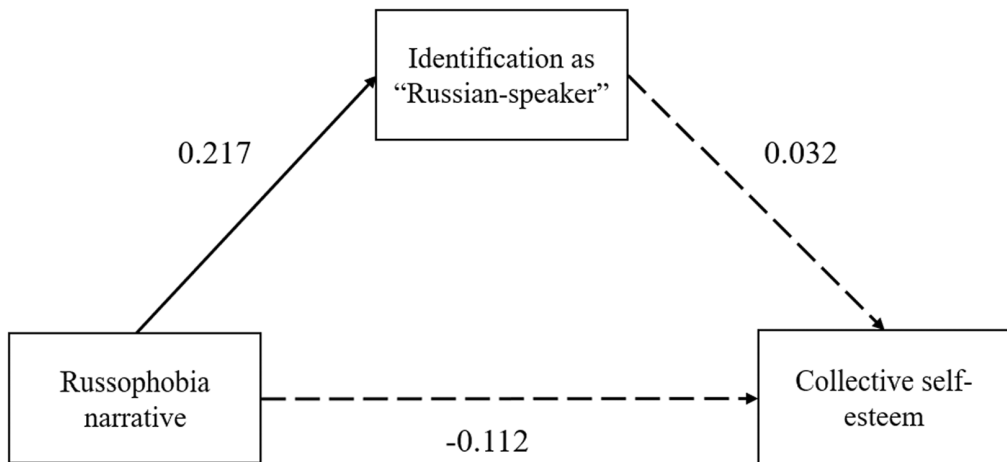 Identification as
“Russian-speaker”
0.217
0.032
Russophobia
narrative
-0.112
Collective self-
esteem